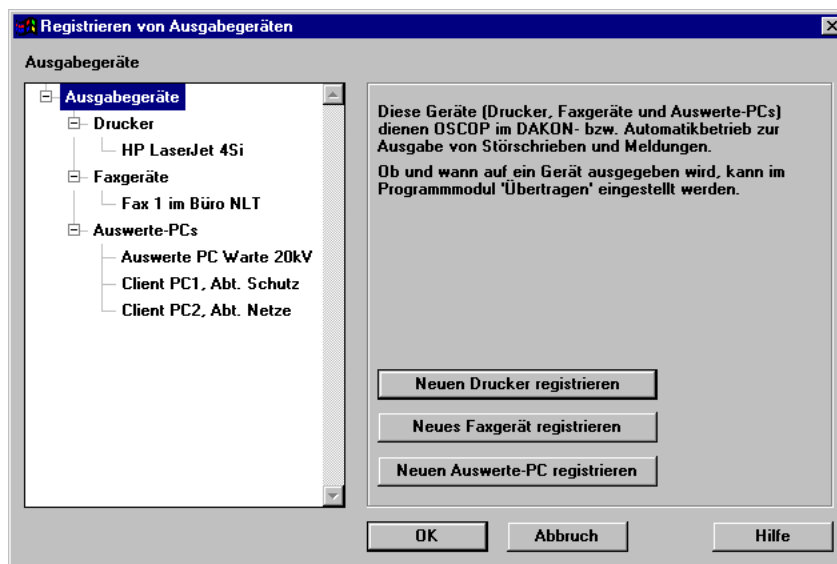 Registrieren von Ausgabegeräten
Ausgabegeräte
Ausgabegeräte
Drucker
HP LaserJet 4Si
Faxgeräte
Fax 1 im Büro NLT
Auswerte-PCs
Auswerte PC Warte 20kV
Client PC1, Abt. Schutz
Client PC2, Abt. Netze
Diese Geräte (Drucker, Faxgeräte und Auswerte-PCs)
dienen OSCOP im DAKON- bzw. Automatikbetrieb zur
Ausgabe von Störschrieben und Meldungen.
Ob und wann auf ein Gerät ausgegeben wird, kann im
Programmmodul 'Übertragen' eingestellt werden.
Neuen Drucker registrieren
Neues Faxgerät registrieren
Neuen Auswerte-PC registrieren
OK
Abbruch
Hilfe